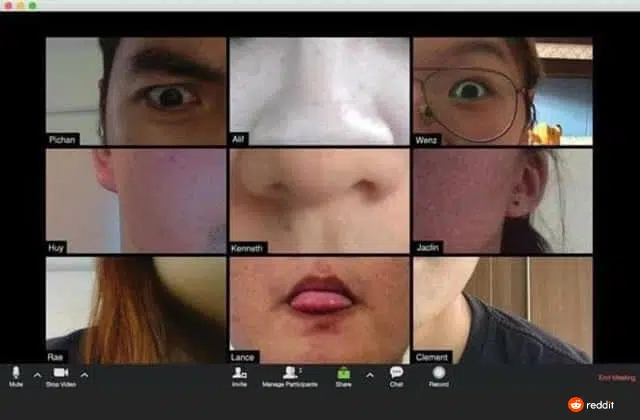 Pichan
Alif
Wenz
Huy
Kenneth
Jaclin
Rae
Lance
Clement
Mute
Stop Video
Invite
Manage Participants
1
Share
Chat
Record
End Meeting
reddit